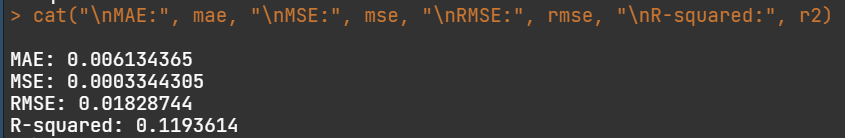 > cat("\nMAE:", mae, "\nMSE:", mse, "\nRMSE:", rmse, "\nR-squared:", r2)
MAE: 0.006134365
MSE: 0.0003344305
RMSE: 0.01828744
R-squared: 0.1193614